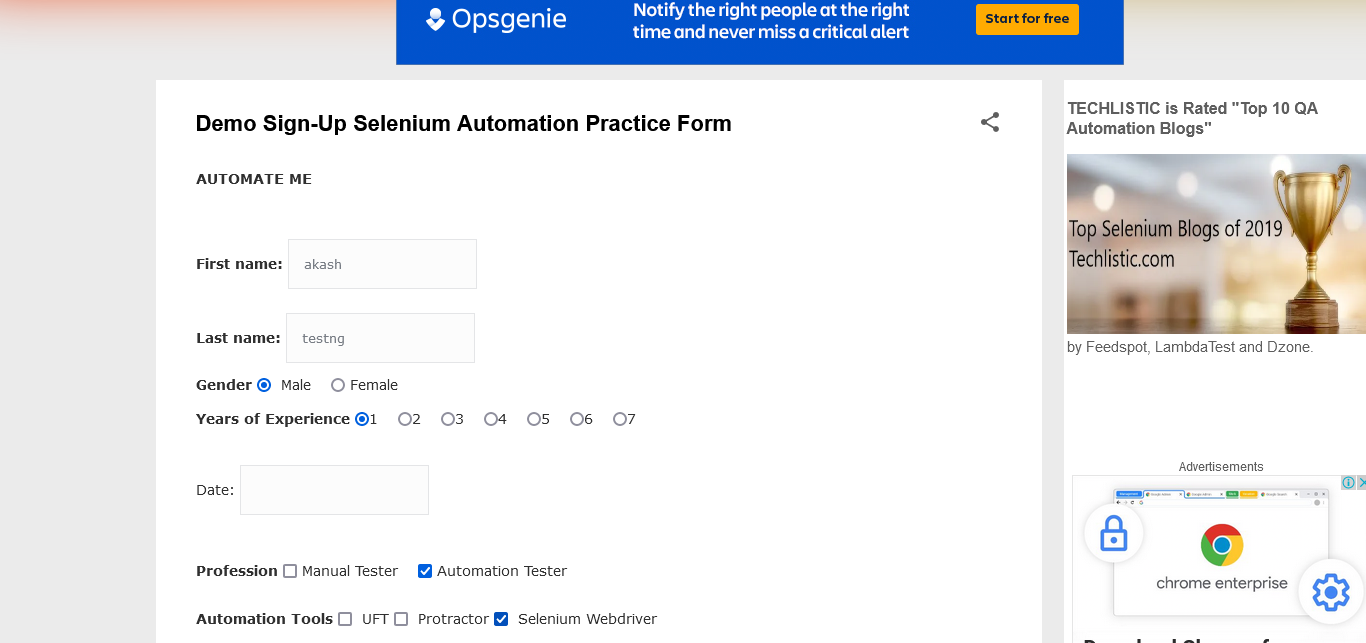 Opsgenie
Notify the right people at the right
time and never miss a critical alert
Start for free
Demo Sign-Up Selenium Automation Practice Form
AUTOMATE ME
First name: akash
Last name: testng
Gender Male Female
Years of Experience 1 2 3 4 5 6 7
Date:
Profession Manual Tester Automation Tester
Automation Tools UFT Protractor Selenium Webdriver
TECHLISTIC is Rated "Top 10 QA
Automation Blogs"
Top Selenium Blogs of 2019
Techlistic.com
by Feedspot, LambdaTest and Dzone.
Advertisements
chrome enterprise